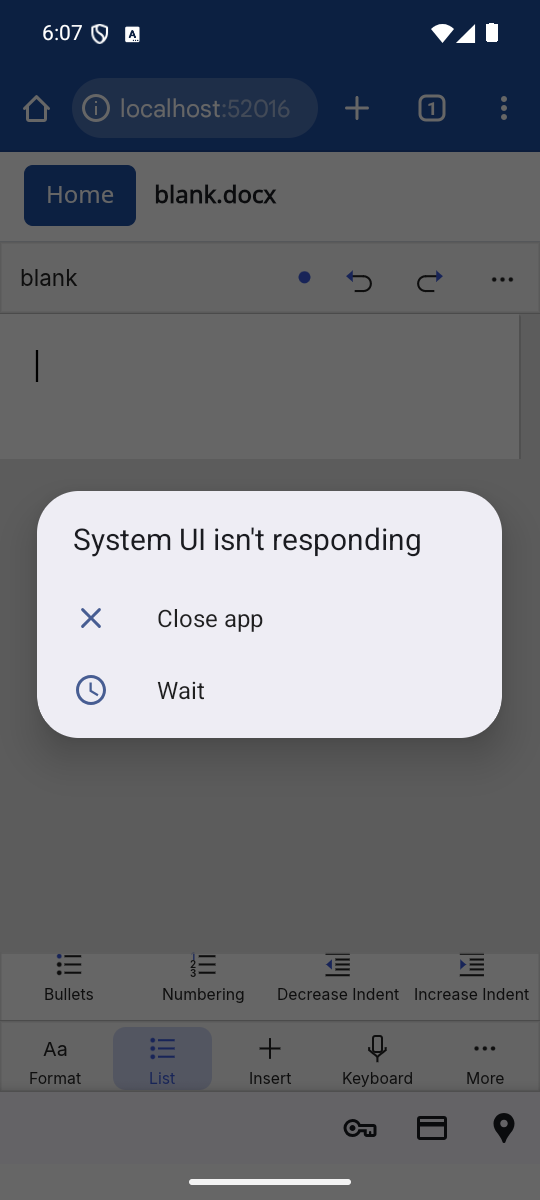 6:07
localhost:52016
1
Home
blank.docx
blank
System UI isn't responding
Close app
Wait
Bullets
Numbering
Decrease Indent
Increase Indent
Aa
Format
List
Insert
Keyboard
More